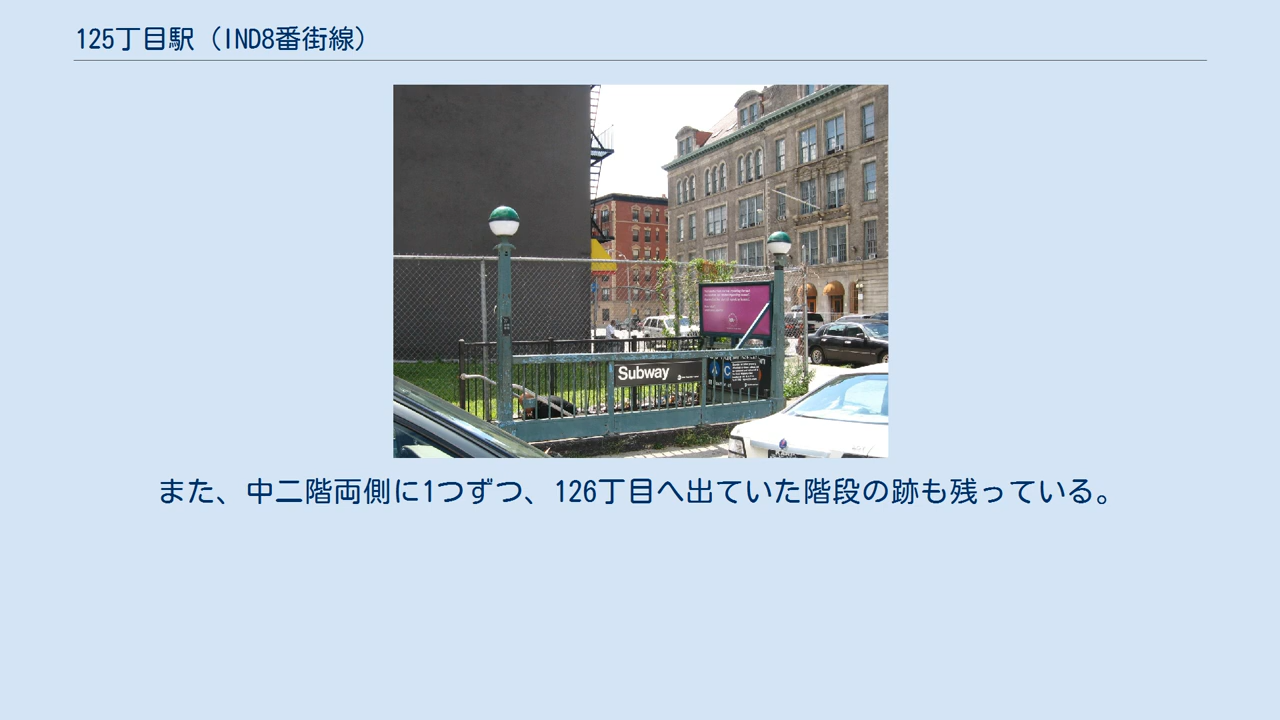 125丁目駅（IND8番街線）
Subway
C
また、中二階両側に1つずつ、126丁目へ出ていた階段の跡も残っている。